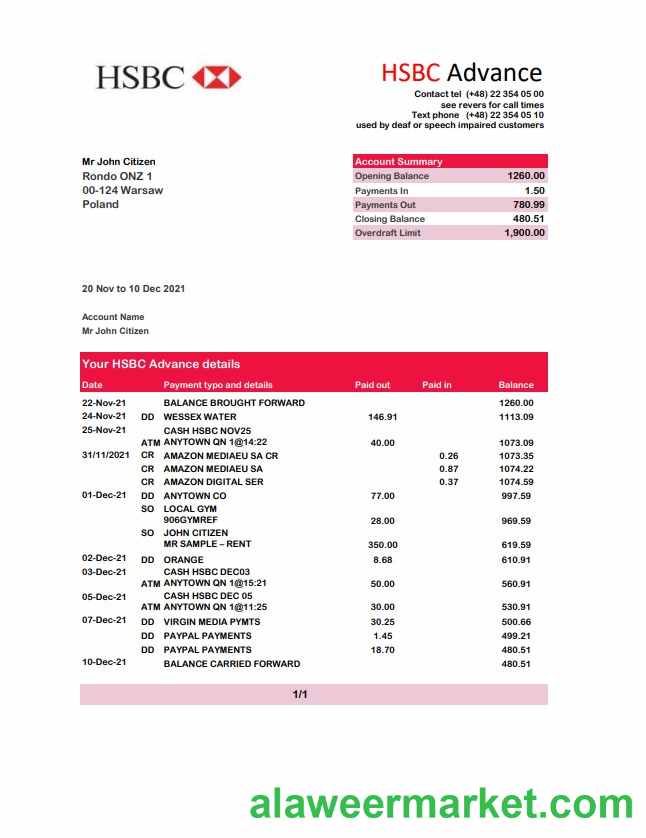 HSBC
HSBC Advance
Contact tel (+48) 22 354 05 00
see revers for call times
Text phone (+48) 22 354 05 10
used by deaf or speech impaired customers
Mr John Citizen
Rondo ONZ 1
00-124 Warsaw
Poland
Account Summary
Opening Balance 1260.00
Payments In 1.50
Payments Out 780.99
Closing Balance 480.51
Overdraft Limit 1,900.00
20 Nov to 10 Dec 2021
Account Name
Mr John Citizen
Your HSBC Advance details
Date Payment typo and details Paid out Paid in Balance
22-Nov-21 BALANCE BROUGHT FORWARD 1260.00
24-Nov-21 DD WESSEX WATER 146.91 1113.09
25-Nov-21 CASH HSBC NOV25
ATM ANYTOWN QN 1@14:22 40.00 1073.09
31/11/2021 CR AMAZON MEDIAEU SA CR 0.26 1073.35
CR AMAZON MEDIAEU SA 0.87 1074.22
CR AMAZON DIGITAL SER 0.37 1074.59
01-Dec-21 DD ANYTOWN CO 77.00 997.59
SO LOCAL GYM
906GYMREF 28.00 969.59
SO JOHN CITIZEN
MR SAMPLE – RENT 350.00 619.59
02-Dec-21 DD ORANGE 8.68 610.91
03-Dec-21 CASH HSBC DEC03
ATM ANYTOWN QN 1@15:21 50.00 560.91
05-Dec-21 CASH HSBC DEC 05
ATM ANYTOWN QN 1@11:25 30.00 530.91
07-Dec-21 DD VIRGIN MEDIA PYMTS 30.25 500.66
DD PAYPAL PAYMENTS 1.45 499.21
DD PAYPAL PAYMENTS 18.70 480.51
10-Dec-21 BALANCE CARRIED FORWARD 480.51
1/1
alaweermarket.com